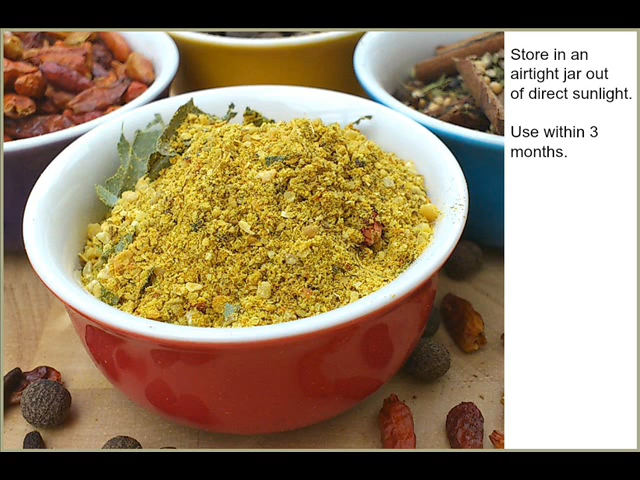 Store in an
airtight jar out
of direct sunlight.
Use within 3
months.